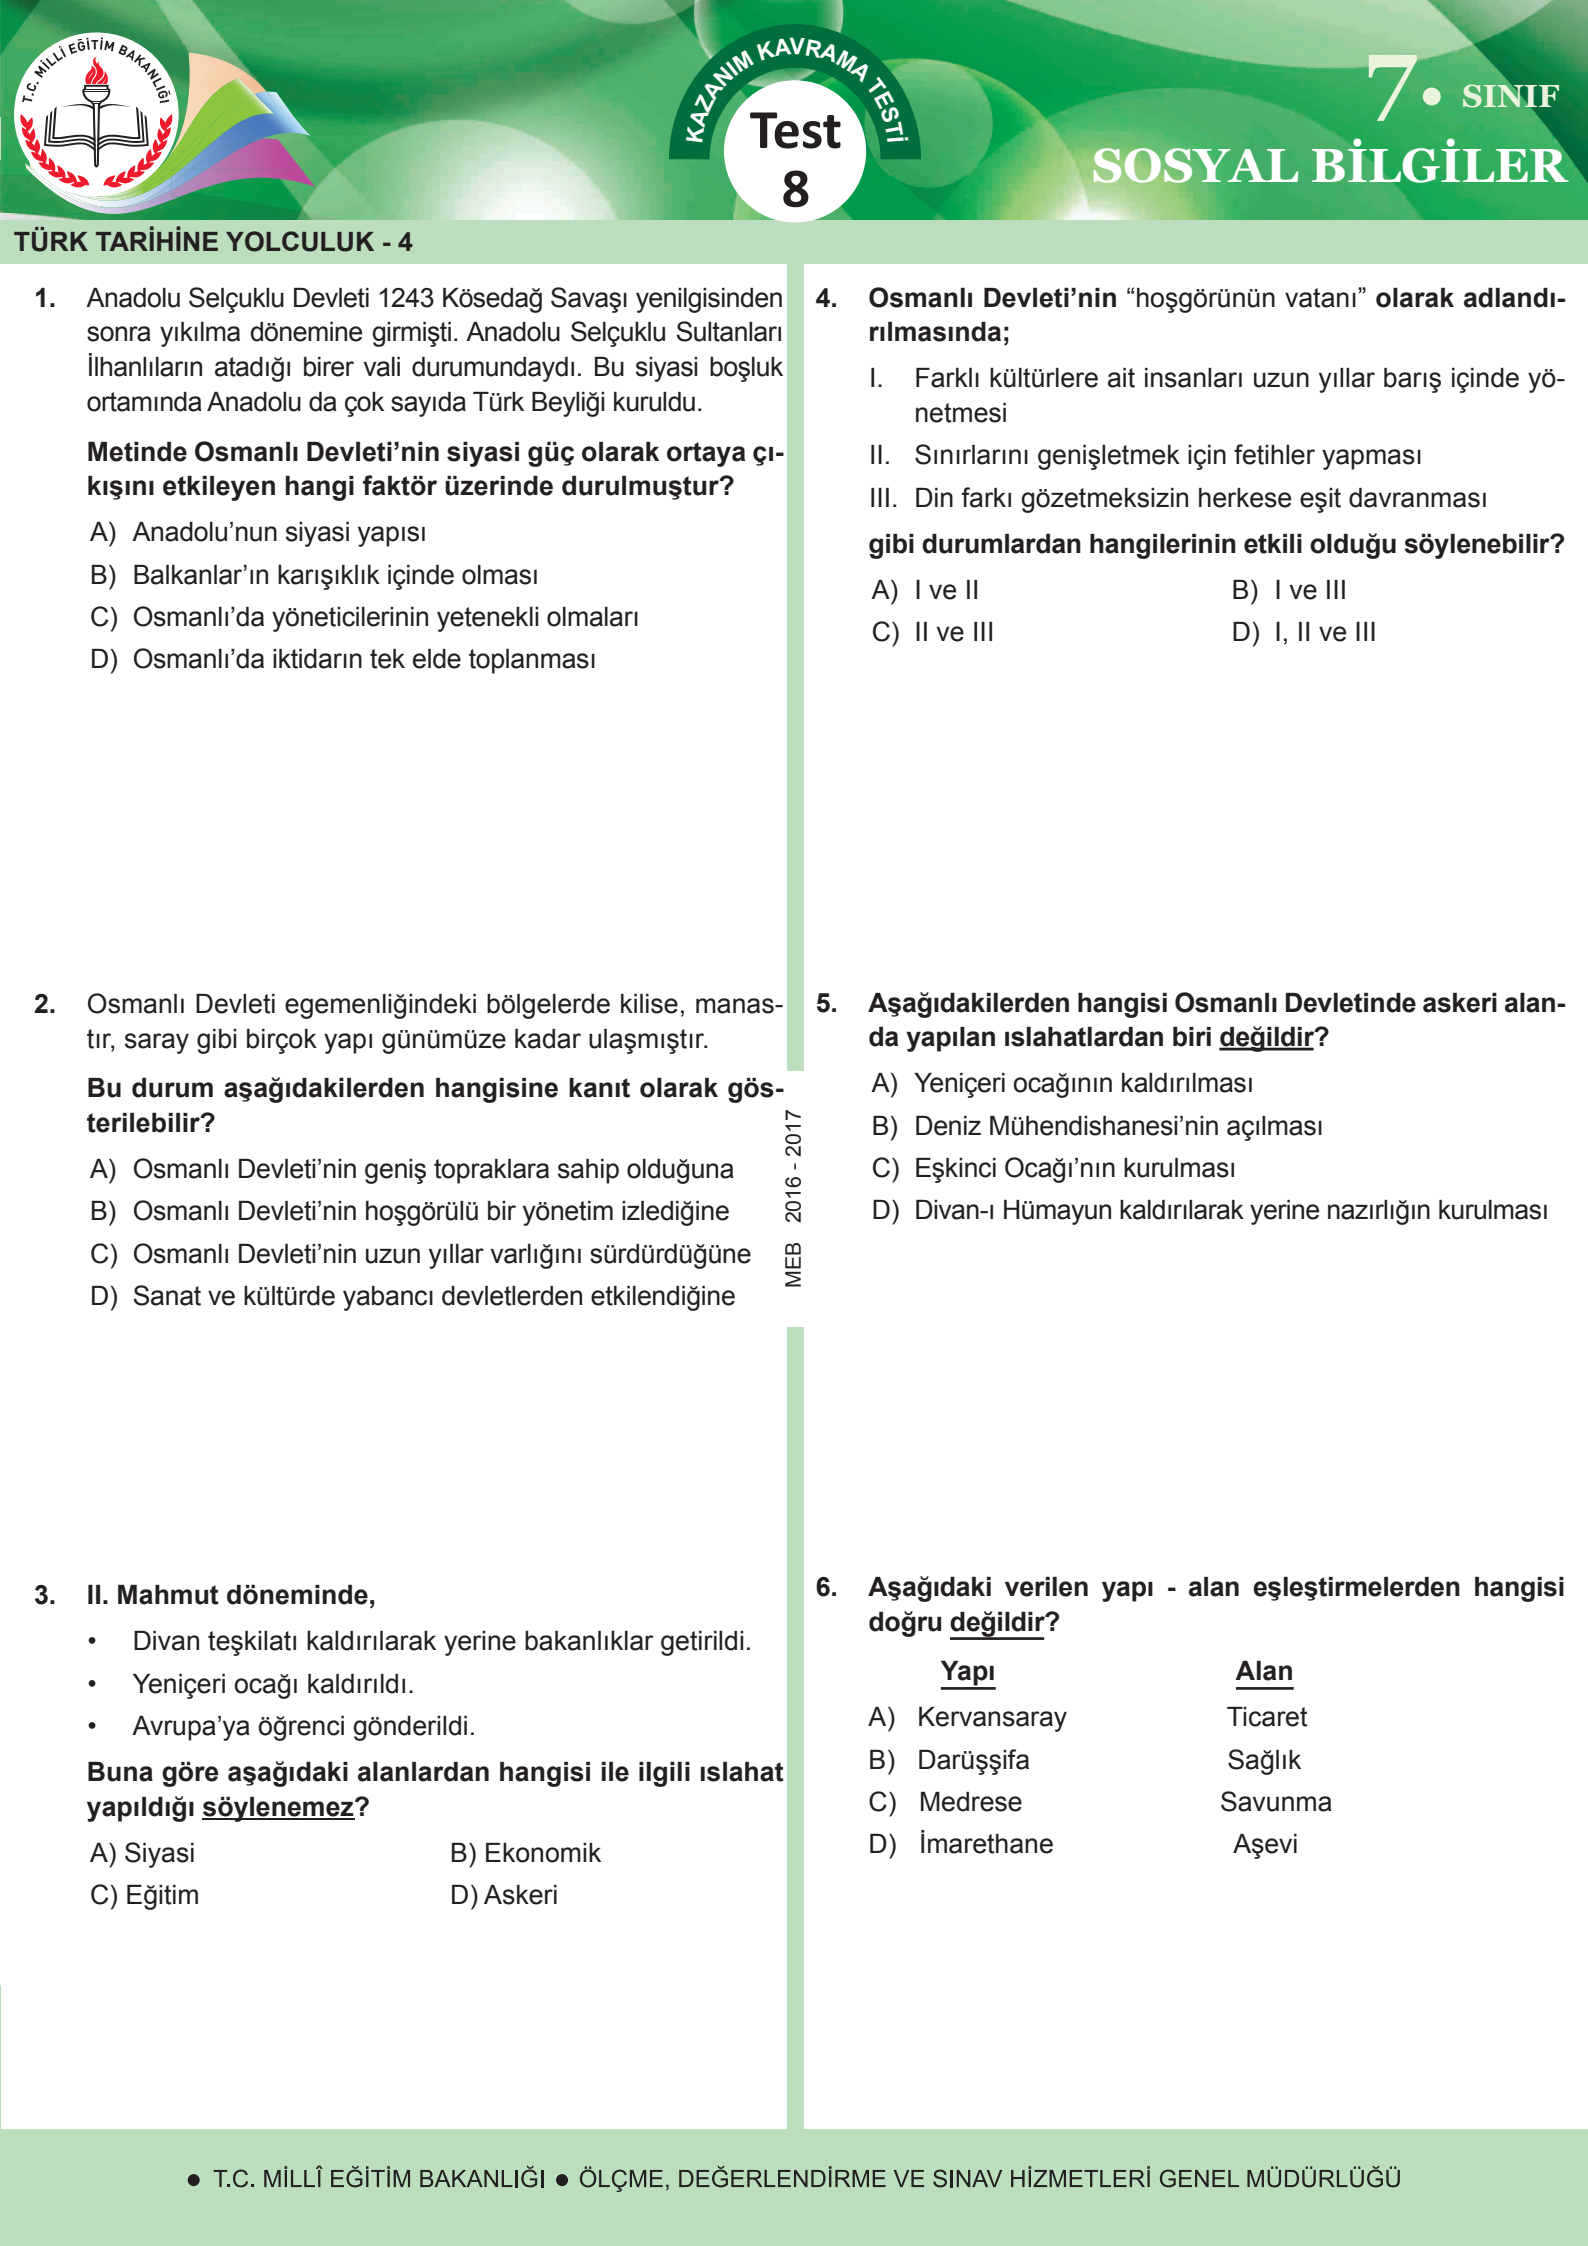 T.C. MİLLÎ EĞİTİM BAKANLIĞI
KAZANIM KAVRAMA TESTİ
Test
8
7. SINIF
SOSYAL BİLGİLER
TÜRK TARİHİNE YOLCULUK - 4
1. Anadolu Selçuklu Devleti 1243 Kösedağ Savaşı yenilgisinden
sonra yıkılma dönemine girmişti. Anadolu Selçuklu Sultanları
İlhanlıların atadığı birer vali durumundaydı. Bu siyasi boşluk
ortamında Anadolu da çok sayıda Türk Beyliği kuruldu.
Metinde Osmanlı Devleti’nin siyasi güç olarak ortaya çı-
kışını etkileyen hangi faktör üzerinde durulmuştur?
A) Anadolu’nun siyasi yapısı
B) Balkanlar’ın karışıklık içinde olması
C) Osmanlı’da yöneticilerinin yetenekli olmaları
D) Osmanlı’da iktidarın tek elde toplanması
2. Osmanlı Devleti egemenliğindeki bölgelerde kilise, manas-
tır, saray gibi birçok yapı günümüze kadar ulaşmıştır.
Bu durum aşağıdakilerden hangisine kanıt olarak gös-
terilebilir?
A) Osmanlı Devleti’nin geniş topraklara sahip olduğuna
B) Osmanlı Devleti’nin hoşgörülü bir yönetim izlediğine
C) Osmanlı Devleti’nin uzun yıllar varlığını sürdürdüğüne
D) Sanat ve kültürde yabancı devletlerden etkilendiğine
3. II. Mahmut döneminde,
• Divan teşkilatı kaldırılarak yerine bakanlıklar getirildi.
• Yeniçeri ocağı kaldırıldı.
• Avrupa’ya öğrenci gönderildi.
Buna göre aşağıdaki alanlardan hangisi ile ilgili ıslahat
yapıldığı söylenemez?
A) Siyasi B) Ekonomik
C) Eğitim D) Askeri
MEB 2016 - 2017
4. Osmanlı Devleti’nin “hoşgörünün vatanı” olarak adlandı-
rılmasında;
I. Farklı kültürlere ait insanları uzun yıllar barış içinde yö-
netmesi
II. Sınırlarını genişletmek için fetihler yapması
III. Din farkı gözetmeksizin herkese eşit davranması
gibi durumlardan hangilerinin etkili olduğu söylenebilir?
A) I ve II B) I ve III
C) II ve III D) I, II ve III
5. Aşağıdakilerden hangisi Osmanlı Devletinde askeri alan-
da yapılan ıslahatlardan biri değildir?
A) Yeniçeri ocağının kaldırılması
B) Deniz Mühendishanesi’nin açılması
C) Eşkinci Ocağı’nın kurulması
D) Divan-ı Hümayun kaldırılarak yerine nazırlığın kurulması
6. Aşağıdaki verilen yapı - alan eşleştirmelerden hangisi
doğru değildir?
Yapı Alan
A) Kervansaray Ticaret
B) Darüşşifa Sağlık
C) Medrese Savunma
D) İmarethane Aşevi
● T.C. MİLLÎ EĞİTİM BAKANLIĞI ● ÖLÇME, DEĞERLENDİRME VE SINAV HİZMETLERİ GENEL MÜDÜRLÜĞÜ